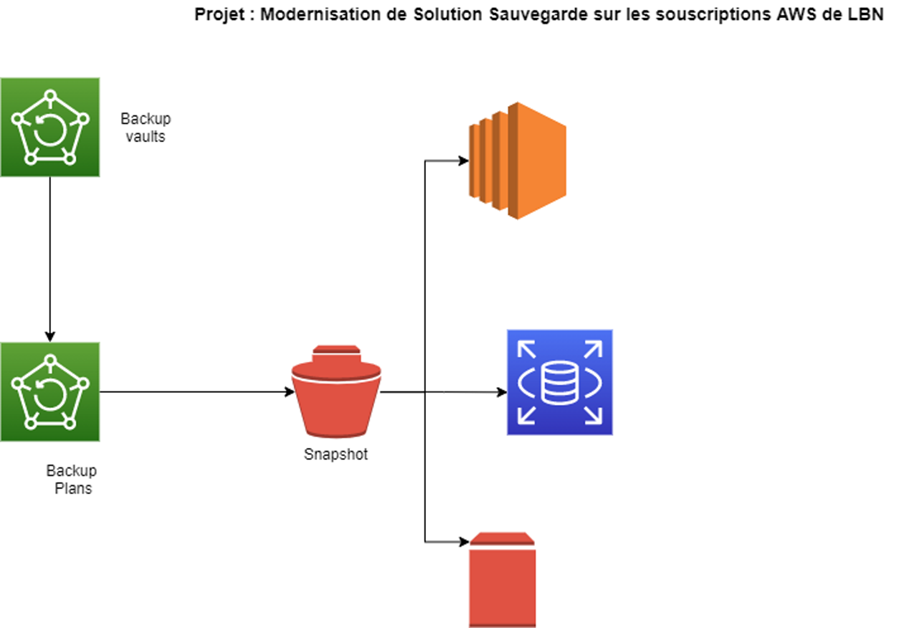 Projet : Modernisation de Solution Sauvegarde sur les souscriptions AWS de LBN
Backup
vaults
Snapshot
Backup
Plans